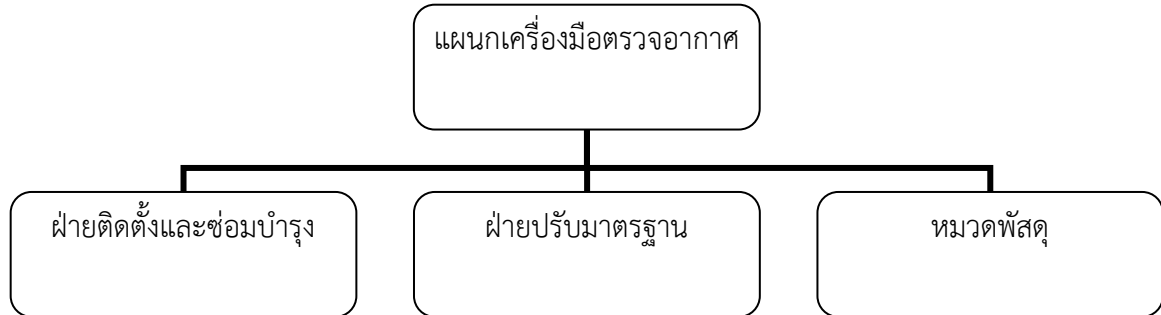 แผนกเครื่องมือตรวจอากาศ
ฝ่ายติดตั้งและซ่อมบำรุง
ฝ่ายปรับมาตรฐาน
หมวดพัสดุ